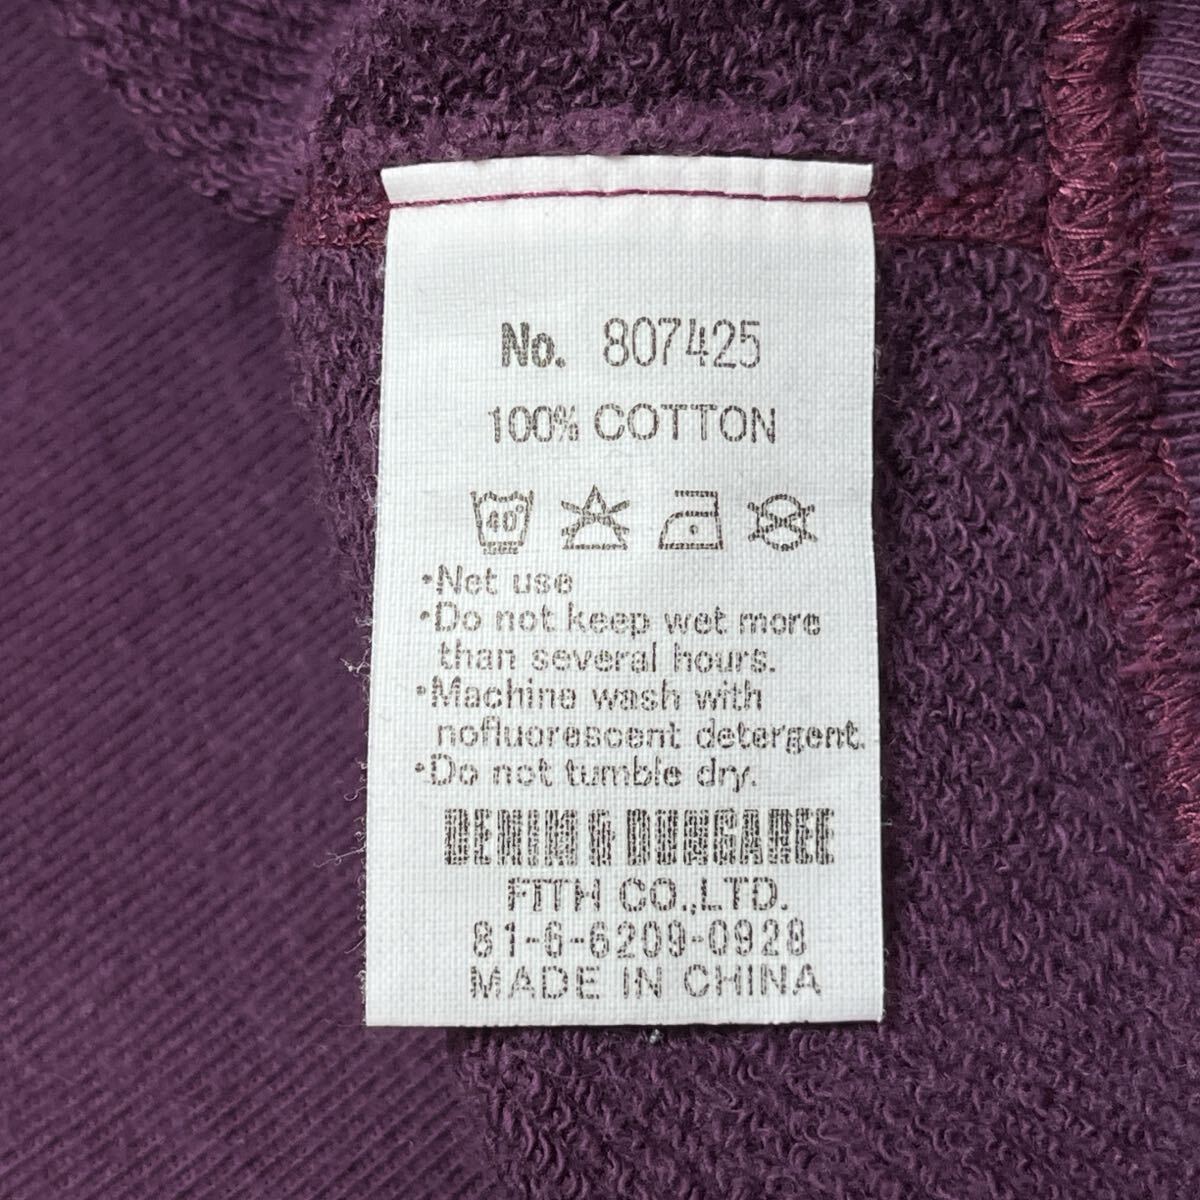 No. 807425
100% COTTON
40°
•Net use
•Do not keep wet more
than several hours.
•Machine wash with
nofluorescent detergent.
•Do not tumble dry.
DENIM & DUNGAREE
FITH CO.,LTD.
81-6-6209-0928
MADE IN CHINA